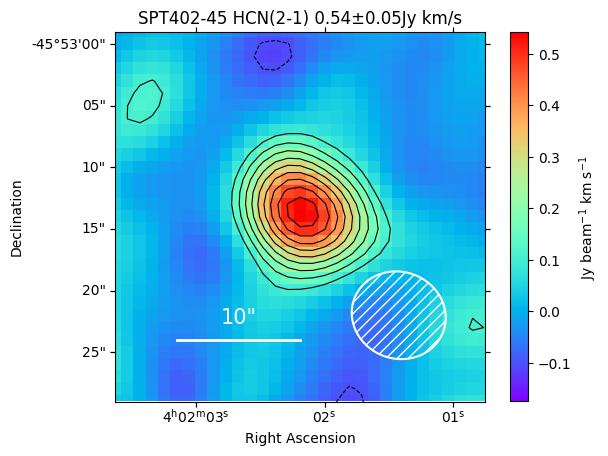 SPT402-45 HCN(2-1) 0.54±0.05Jy km/s
-45°53'00"
05"
10"
15"
20"
25"
Declination
10"
4ʰ02ᵐ03ˢ
02ˢ
01ˢ
Right Ascension
0.5
0.4
0.3
0.2
0.1
0.0
−0.1
Jy beam⁻¹ km s⁻¹